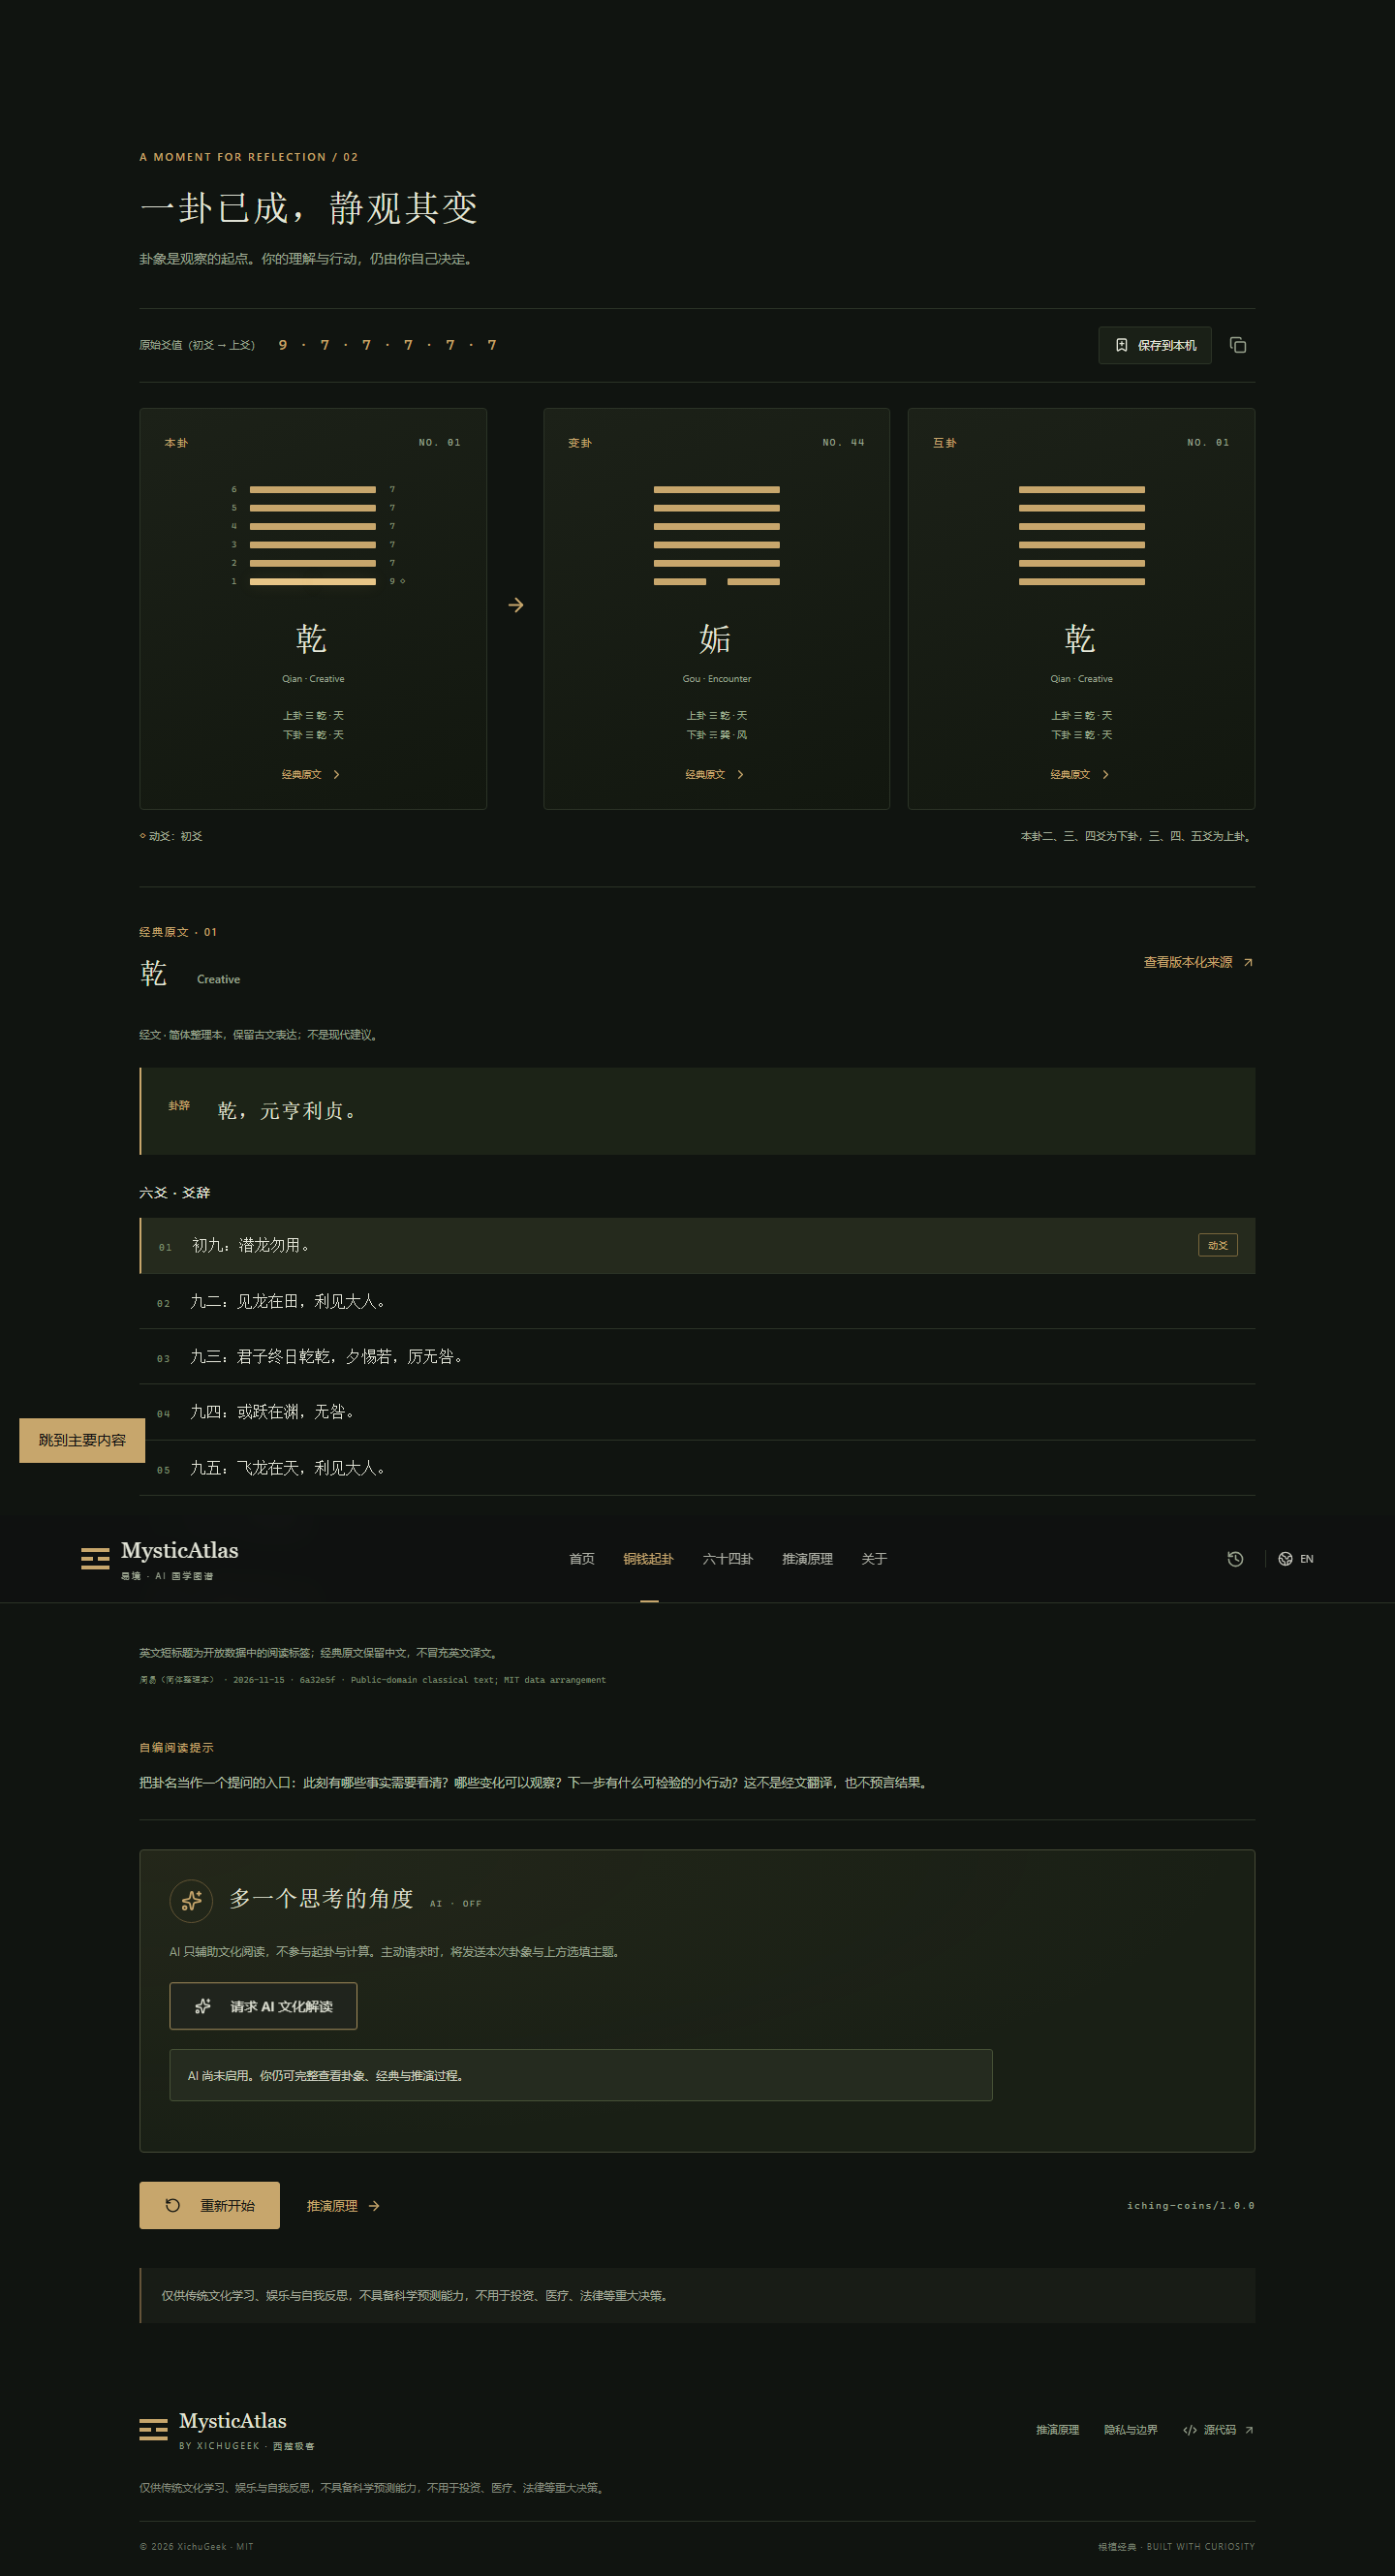 A MOMENT FOR REFLECTION / 02
一卦已成，静观其变
卦象是观察的起点。你的理解与行动，仍由你自己决定。
原始爻值（初爻 → 上爻） 9 · 7 · 7 · 7 · 7 · 7
保存到本机
本卦 NO. 01
6 7
5 7
4 7
3 7
2 7
1 9 ○
乾
Qian · Creative
上卦 ☰ 乾 · 天
下卦 ☰ 乾 · 天
经典原文
变卦 NO. 44
姤
Gou · Encounter
上卦 ☰ 乾 · 天
下卦 ☴ 巽 · 风
经典原文
互卦 NO. 01
乾
Qian · Creative
上卦 ☰ 乾 · 天
下卦 ☰ 乾 · 天
经典原文
○ 动爻：初爻
本卦二、三、四爻为下卦，三、四、五爻为上卦。
经典原文 · 01
乾 Creative
查看版本化来源
经文 · 简体整理本，保留古文表达；不是现代建议。
卦辞 乾，元亨利贞。
六爻 · 爻辞
01 初九：潜龙勿用。 动爻
02 九二：见龙在田，利见大人。
03 九三：君子终日乾乾，夕惕若，厉无咎。
04 九四：或跃在渊，无咎。
跳到主要内容
05 九五：飞龙在天，利见大人。
MysticAtlas
易境 · AI 国学图谱
首页 铜钱起卦 六十四卦 推演原理 关于
EN
英文短标题为开放数据中的阅读标签；经典原文保留中文，不冒充英文译文。
周易（简体整理本） · 2026-11-15 · 6a32e5f · Public-domain classical text; MIT data arrangement
自编阅读提示
把卦名当作一个提问的入口：此刻有哪些事实需要看清？哪些变化可以观察？下一步有什么可检验的小行动？这不是经文翻译，也不预言结果。
多一个思考的角度 AI · OFF
AI 只辅助文化阅读，不参与起卦与计算。主动请求时，将发送本次卦象与上方选填主题。
请求 AI 文化解读
AI 尚未启用。你仍可完整查看卦象、经典与推演过程。
重新开始
推演原理
iching-coins/1.0.0
仅供传统文化学习、娱乐与自我反思，不具备科学预测能力，不用于投资、医疗、法律等重大决策。
MysticAtlas
BY XICHUGEEK · 西楚极客
推演原理 隐私与边界 源代码
仅供传统文化学习、娱乐与自我反思，不具备科学预测能力，不用于投资、医疗、法律等重大决策。
© 2026 XichuGeek · MIT
根植经典 · BUILT WITH CURIOSITY